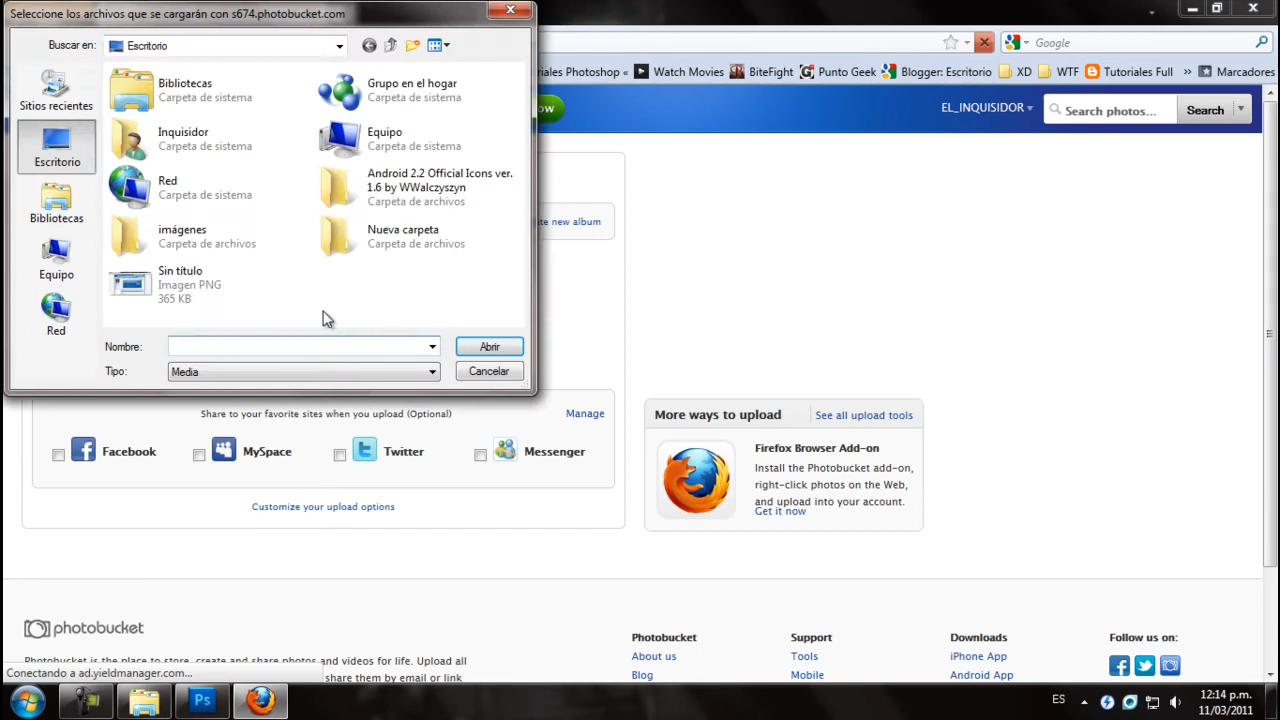 Seleccione los archivos que se cargarán con s674.photobucket.com
Buscar en:
Escritorio
Sitios recientes
Escritorio
Bibliotecas
Equipo
Red
Bibliotecas
Carpeta de sistema
Grupo en el hogar
Carpeta de sistema
Inquisidor
Carpeta de sistema
Equipo
Carpeta de sistema
Red
Carpeta de sistema
Android 2.2 Official Icons ver.
1.6 by WWalczyszyn
Carpeta de archivos
imágenes
Carpeta de archivos
Nueva carpeta
Carpeta de archivos
Sin título
Imagen PNG
365 KB
Nombre:
Abrir
Tipo:
Media
Cancelar
Google
iales Photoshop «
Watch Movies
BiteFight
Punto Geek
Blogger: Escritorio
XD
WTF
Tutoriales Full
»
Marcadores
ow
EL_INQUISIDOR
Search photos...
Search
te new album
Share to your favorite sites when you upload (Optional)
Manage
Facebook
MySpace
Twitter
Messenger
Customize your upload options
More ways to upload
See all upload tools
Firefox Browser Add-on
Install the Photobucket add-on,
right-click photos on the Web,
and upload into your account.
Get it now
photobucket
Photobucket is the place to store, create and share photos and videos for life. Upload all
share them by email or link
Photobucket
About us
Blog
Support
Tools
Mobile
Downloads
iPhone App
Android App
Follow us on:
Conectando a ad.yieldmanager.com...
Ps
ES
12:14 p.m.
11/03/2011